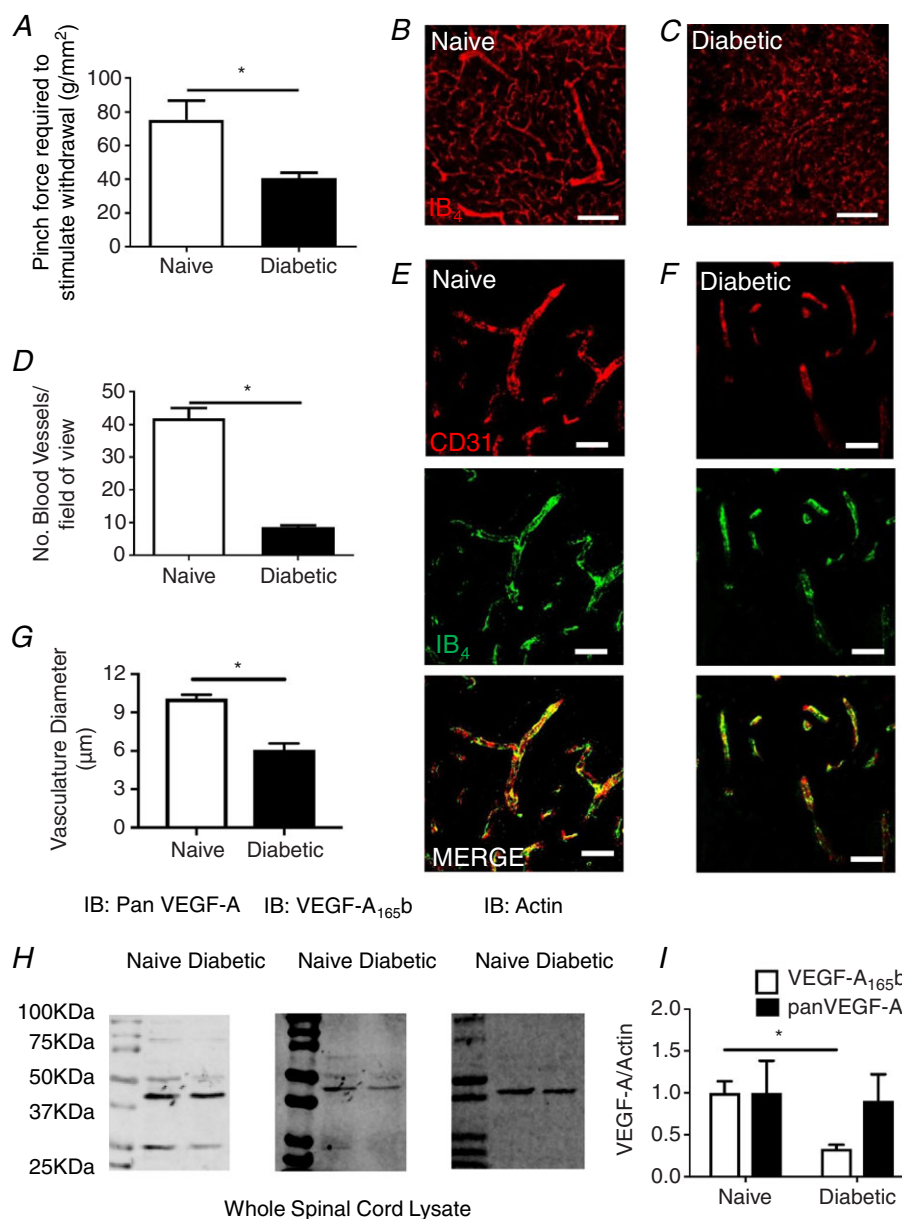 A
Pinch force required to
stimulate withdrawal (g/mm²)
100
80
60
40
20
0
*
Naive
Diabetic
B
Naive
IB₄
C
Diabetic
D
No. Blood Vessels/
field of view
50
40
30
20
10
0
*
Naive
Diabetic
E
Naive
CD31
IB₄
MERGE
F
Diabetic
G
Vasculature Diameter
(µm)
12
9
6
3
0
*
Naive
Diabetic
IB: Pan VEGF-A IB: VEGF-A₁₆₅b IB: Actin
H
Naive Diabetic Naive Diabetic Naive Diabetic
100KDa
75KDa
50KDa
37KDa
25KDa
Whole Spinal Cord Lysate
I
VEGF-A₁₆₅b
panVEGF-A
VEGF-A/Actin
2.0
1.5
1.0
0.5
0.0
*
Naive
Diabetic